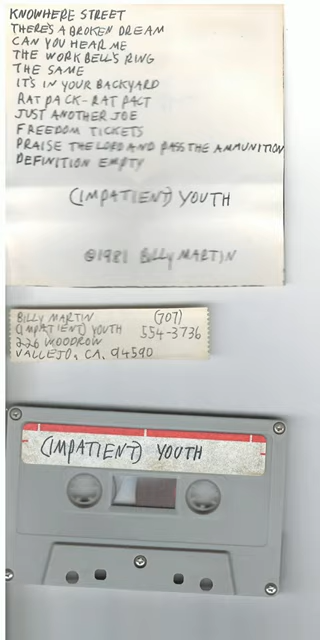 KNOWHERE STREET
THERE'S A BROKEN DREAM
CAN YOU HEAR ME
THE WORKBELLS RING
THE SAME
IT'S IN YOUR BACKYARD
RAT PACK-RAT PACT
JUST ANOTHER JOE
FREEDOM TICKETS
PRAISE THE LORD AND PASS THE AMMUNITION
DEFINITION EMPTY
(IMPATIENT) YOUTH
©1981 BILLY MARTIN
BILLY MARTIN (707)
(IMPATIENT) YOUTH 554-3736
226 WOODROW
VALLEJO, CA. 94590
(IMPATIENT) YOUTH